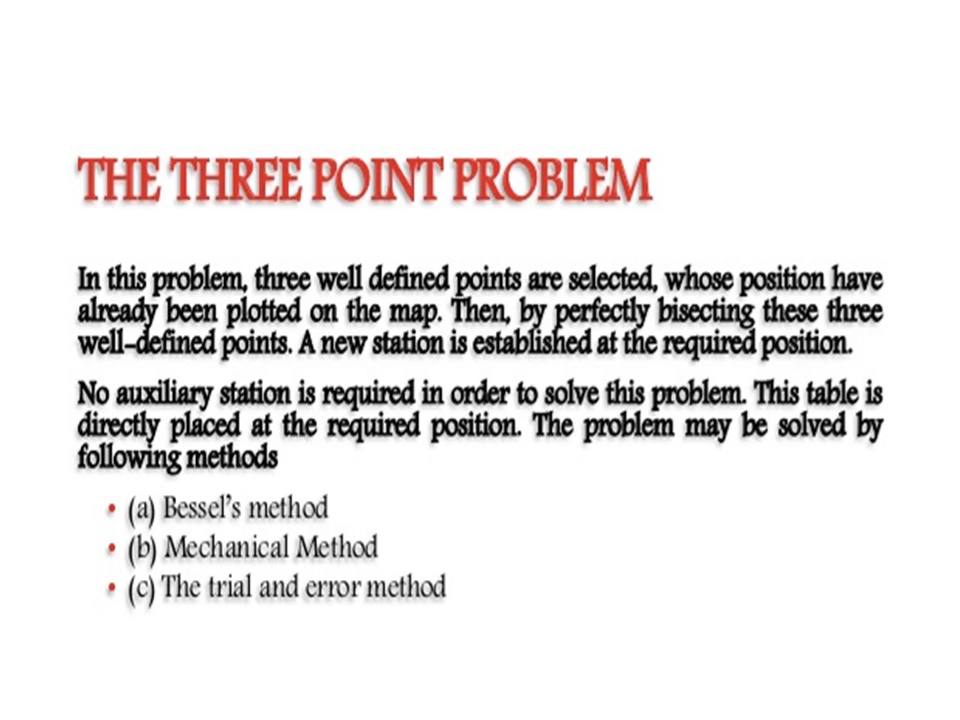 THE THREE POINT PROBLEM
In this problem, three well defined points are selected, whose position have
already been plotted on the map. Then, by perfectly bisecting these three
well-defined points. A new station is established at the required position.
No auxiliary station is required in order to solve this problem. This table is
directly placed at the required position. The problem may be solved by
following methods
• (a) Bessel's method
• (b) Mechanical Method
• (c) The trial and error method